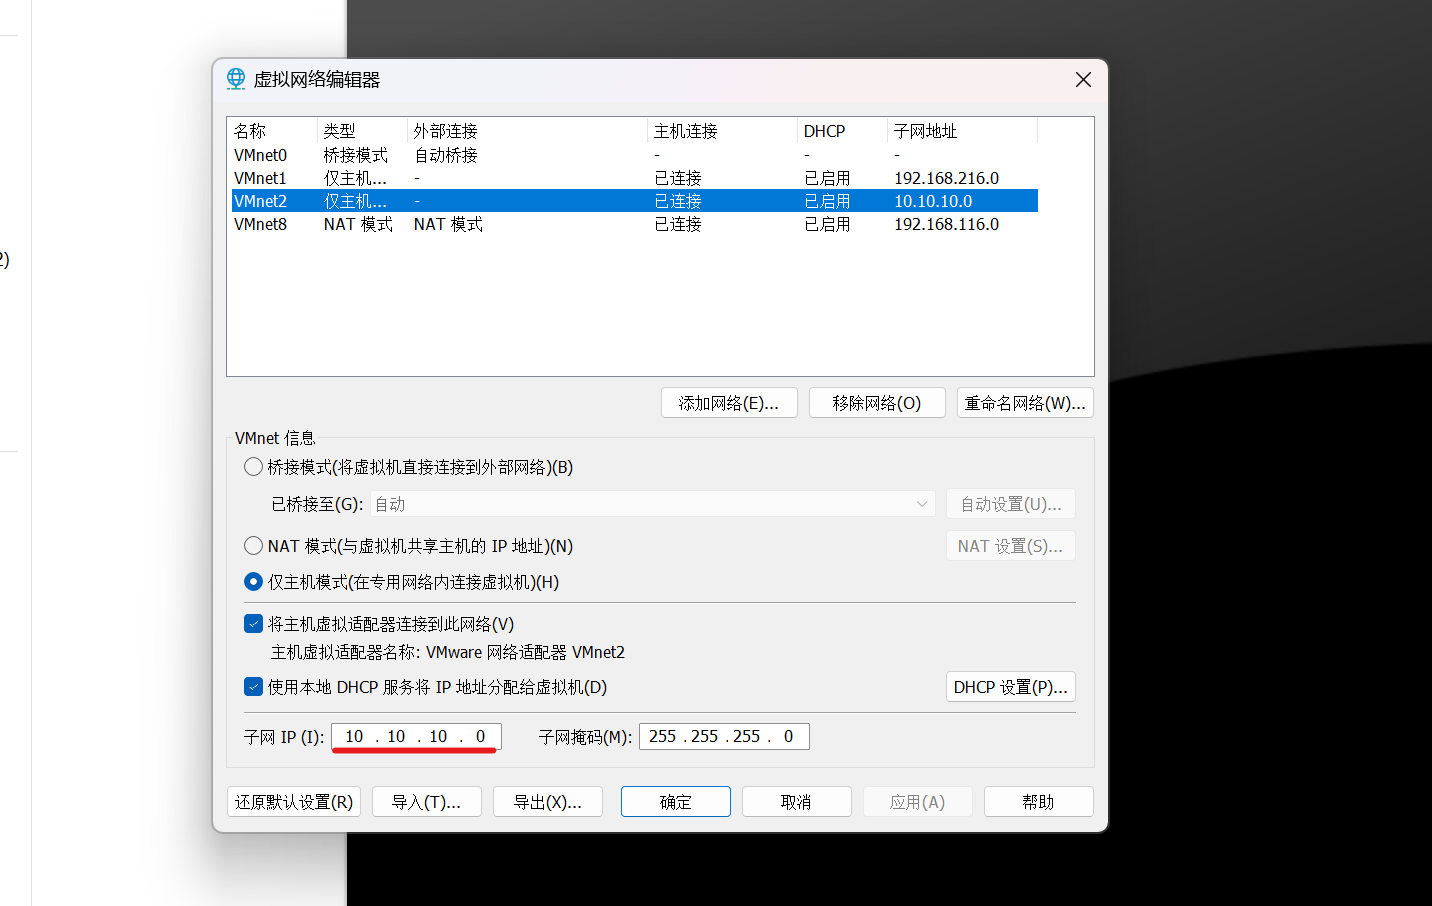 虚拟网络编辑器
名称 类型 外部连接 主机连接 DHCP 子网地址
VMnet0 桥接模式 自动桥接 - - -
VMnet1 仅主机... - 已连接 已启用 192.168.216.0
VMnet2 仅主机... - 已连接 已启用 10.10.10.0
VMnet8 NAT 模式 NAT 模式 已连接 已启用 192.168.116.0
2)
添加网络(E)... 移除网络(O) 重命名网络(W)...
VMnet 信息
桥接模式(将虚拟机直接连接到外部网络)(B)
已桥接至(G): 自动 自动设置(U)...
NAT 模式(与虚拟机共享主机的 IP 地址)(N) NAT 设置(S)...
仅主机模式(在专用网络内连接虚拟机)(H)
将主机虚拟适配器连接到此网络(V)
主机虚拟适配器名称: VMware 网络适配器 VMnet2
使用本地 DHCP 服务将 IP 地址分配给虚拟机(D) DHCP 设置(P)...
子网 IP (I): 10 . 10 . 10 . 0 子网掩码(M): 255 . 255 . 255 . 0
还原默认设置(R) 导入(T)... 导出(X)... 确定 取消 应用(A) 帮助